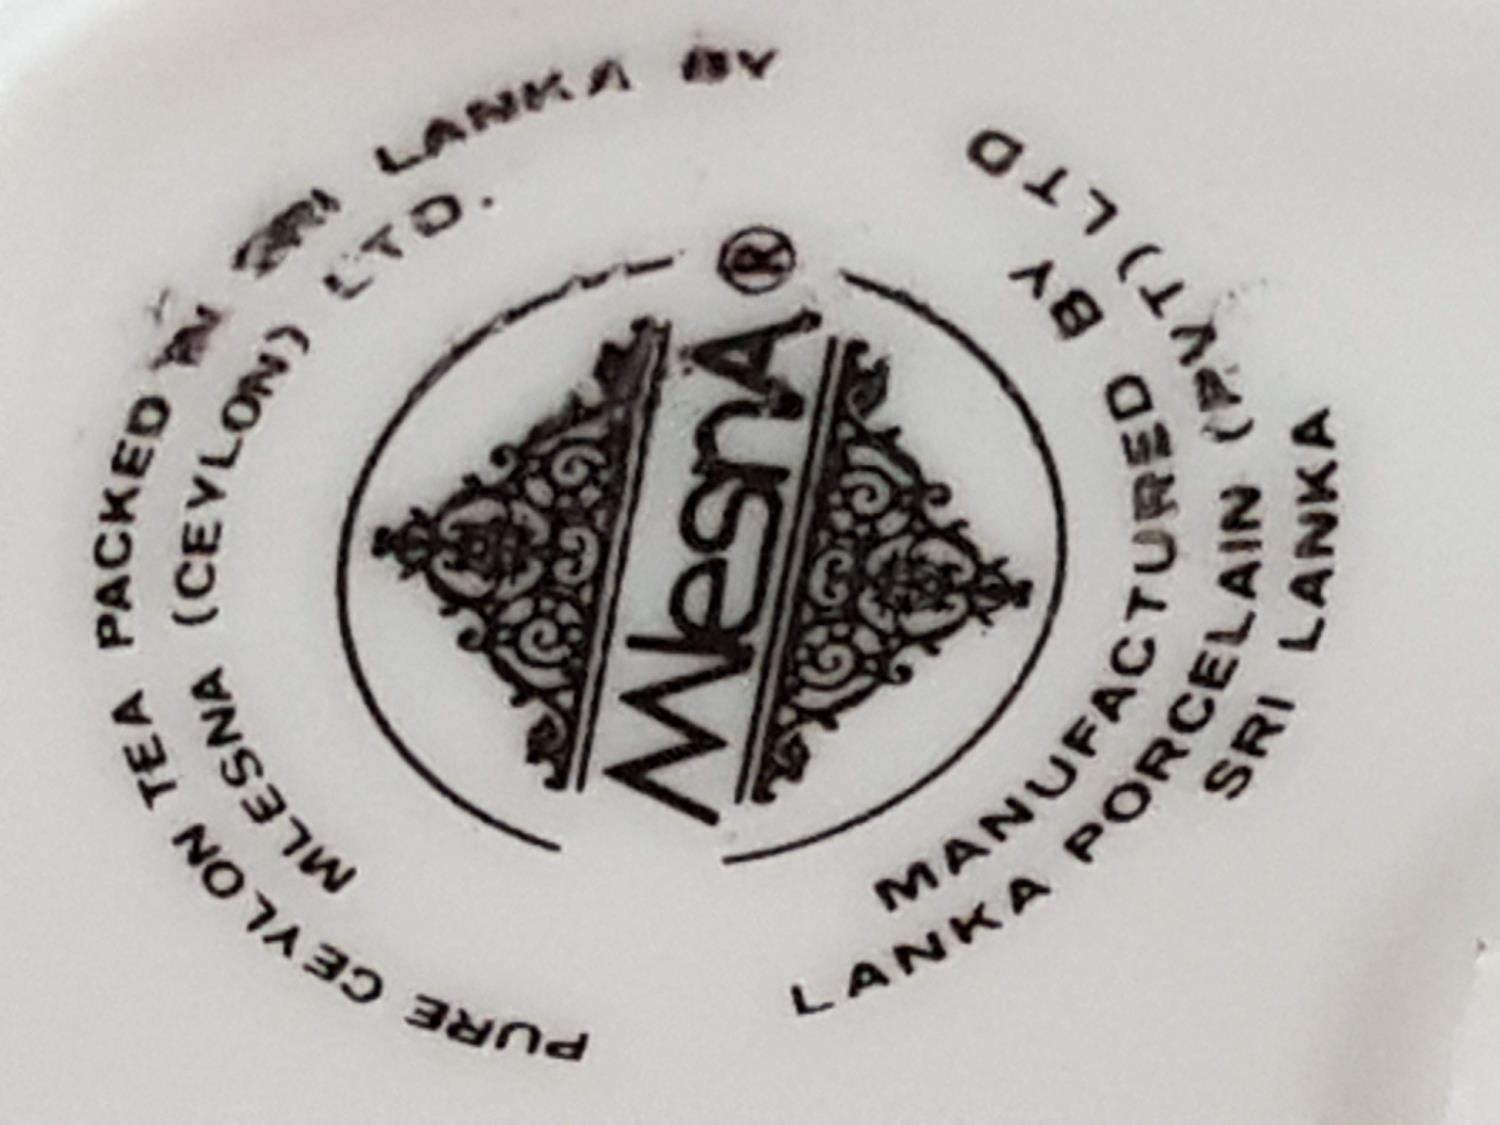 PURE CEYLON TEA PACKED IN SRI LANKA BY
MLESNA (CEYLON) LTD.
MlesnA ®
MANUFACTURED BY
LANKA PORCELAIN (PVT) LTD
SRI LANKA